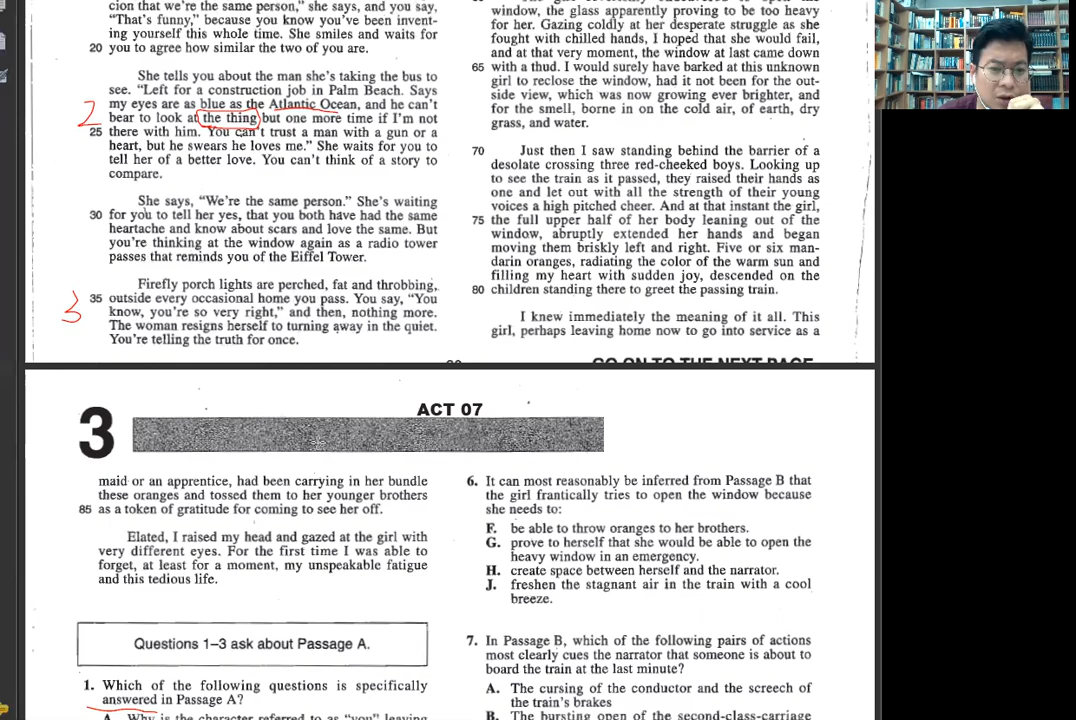 cion that we're the same person," she says, and you say,
"That's funny," because you know you've been invent-
ing yourself this whole time. She smiles and waits for
20 you to agree how similar the two of you are.
She tells you about the man she's taking the bus to
see. "Left for a construction job in Palm Beach. Says
my eyes are as blue as the Atlantic Ocean, and he can't
2
bear to look at the thing but one more time if I'm not
25 there with him. You can't trust a man with a gun or a
heart, but he swears he loves me." She waits for you to
tell her of a better love. You can't think of a story to
compare.
She says, "We're the same person." She's waiting
30 for you to tell her yes, that you both have had the same
heartache and know about scars and love the same. But
you're thinking at the window again as a radio tower
passes that reminds you of the Eiffel Tower.
Firefly porch lights are perched, fat and throbbing,
3
35 outside every occasional home you pass. You say, "You
know, you're so very right," and then, nothing more.
The woman resigns herself to turning away in the quiet.
You're telling the truth for once.
window, the glass apparently proving to be too heavy
for her. Gazing coldly at her desperate struggle as she
fought with chilled hands, I hoped that she would fail,
and at that very moment, the window at last came down
65 with a thud. I would surely have barked at this unknown
girl to reclose the window, had it not been for the out-
side view, which was now growing ever brighter, and
for the smell, borne in on the cold air, of earth, dry
grass, and water.
70 Just then I saw standing behind the barrier of a
desolate crossing three red-cheeked boys. Looking up
to see the train as it passed, they raised their hands as
one and let out with all the strength of their young
voices a high pitched cheer. And at that instant the girl,
75 the full upper half of her body leaning out of the
window, abruptly extended her hands and began
moving them briskly left and right. Five or six man-
darin oranges, radiating the color of the warm sun and
filling my heart with sudden joy, descended on the
80 children standing there to greet the passing train.
I knew immediately the meaning of it all. This
girl, perhaps leaving home now to go into service as a
GO ON TO THE NEXT PAGE
3
ACT 07
maid or an apprentice, had been carrying in her bundle
these oranges and tossed them to her younger brothers
85 as a token of gratitude for coming to see her off.
Elated, I raised my head and gazed at the girl with
very different eyes. For the first time I was able to
forget, at least for a moment, my unspeakable fatigue
and this tedious life.
Questions 1–3 ask about Passage A.
1. Which of the following questions is specifically
answered in Passage A?
A. Why is the character referred to as "you" leaving
6. It can most reasonably be inferred from Passage B that
the girl frantically tries to open the window because
she needs to:
F. be able to throw oranges to her brothers.
G. prove to herself that she would be able to open the
heavy window in an emergency.
H. create space between herself and the narrator.
J. freshen the stagnant air in the train with a cool
breeze.
7. In Passage B, which of the following pairs of actions
most clearly cues the narrator that someone is about to
board the train at the last minute?
A. The cursing of the conductor and the screech of
the train's brakes
B. The bursting open of the second-class-carriage